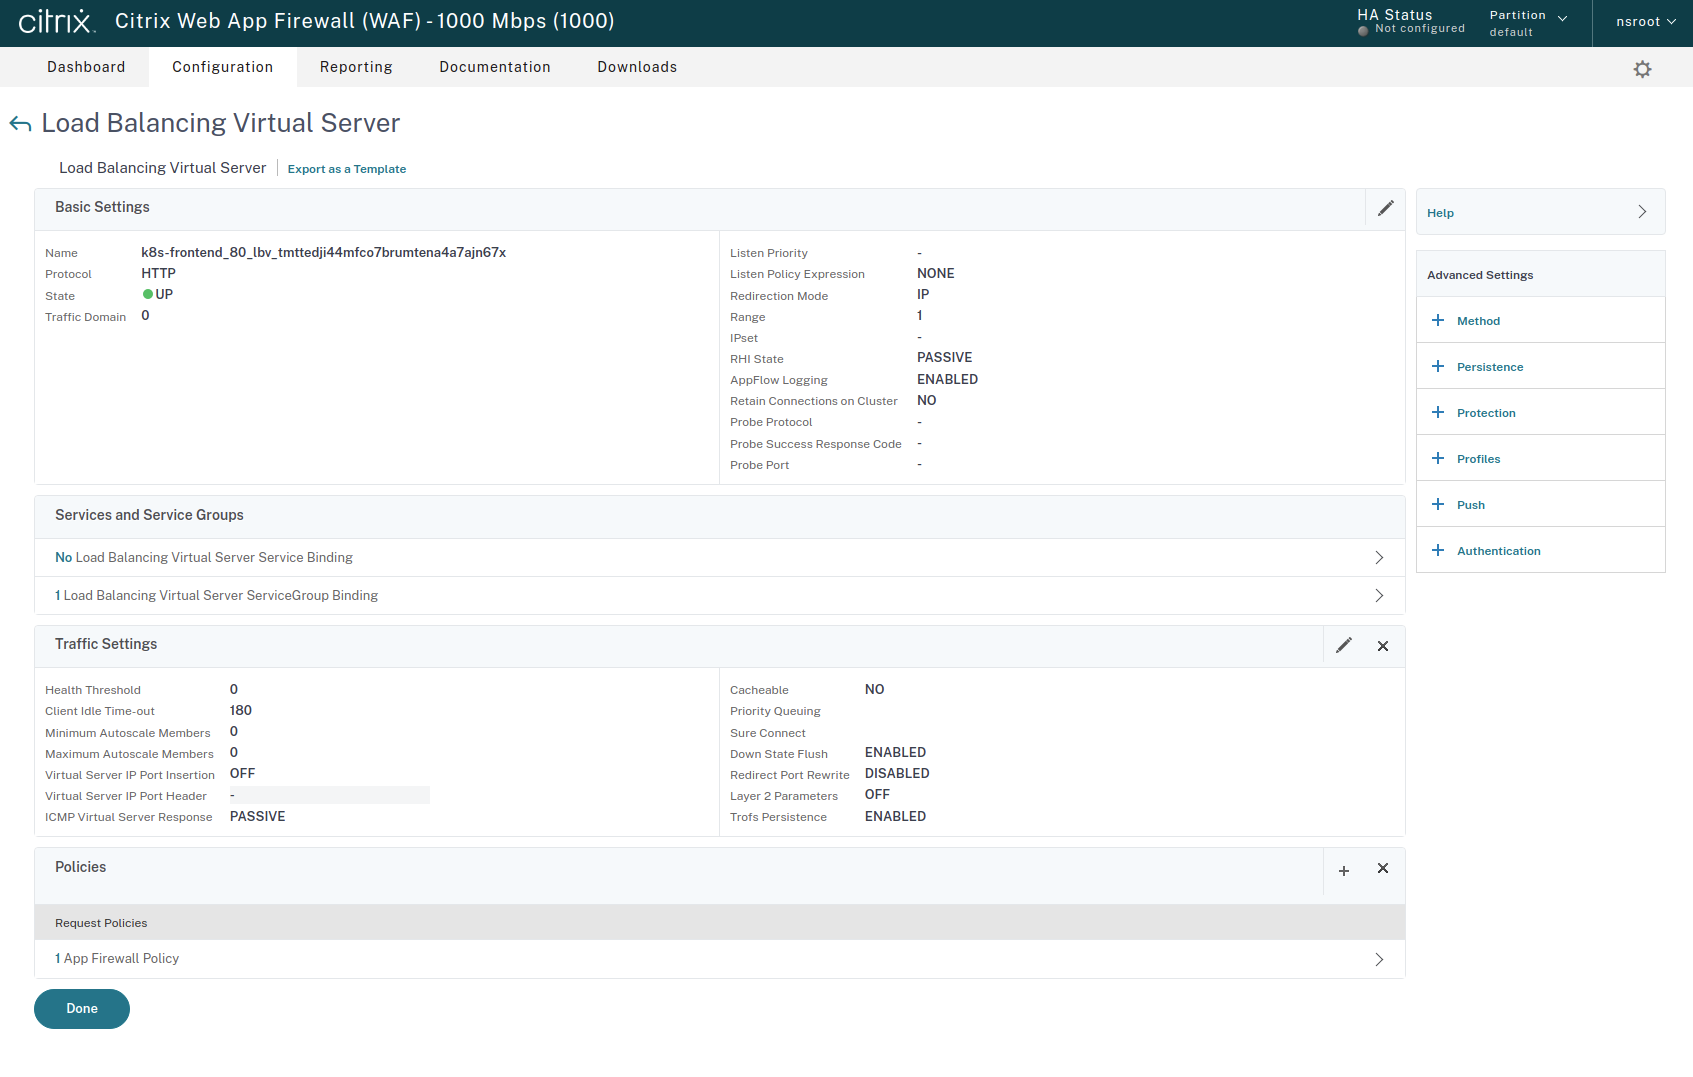 citrix. Citrix Web App Firewall (WAF) - 1000 Mbps (1000)
HA Status
Not configured
Partition
default
nsroot
Dashboard Configuration Reporting Documentation Downloads
Load Balancing Virtual Server
Load Balancing Virtual Server Export as a Template
Basic Settings
Name k8s-frontend_80_lbv_tmttedji44mfco7brumtena4a7ajn67x
Protocol HTTP
State UP
Traffic Domain 0
Listen Priority -
Listen Policy Expression NONE
Redirection Mode IP
Range 1
IPset -
RHI State PASSIVE
AppFlow Logging ENABLED
Retain Connections on Cluster NO
Probe Protocol -
Probe Success Response Code -
Probe Port -
Services and Service Groups
No Load Balancing Virtual Server Service Binding
1 Load Balancing Virtual Server ServiceGroup Binding
Traffic Settings
Health Threshold 0
Client Idle Time-out 180
Minimum Autoscale Members 0
Maximum Autoscale Members 0
Virtual Server IP Port Insertion OFF
Virtual Server IP Port Header -
ICMP Virtual Server Response PASSIVE
Cacheable NO
Priority Queuing
Sure Connect
Down State Flush ENABLED
Redirect Port Rewrite DISABLED
Layer 2 Parameters OFF
Trofs Persistence ENABLED
Policies
Request Policies
1 App Firewall Policy
Done
Help
Advanced Settings
Method
Persistence
Protection
Profiles
Push
Authentication